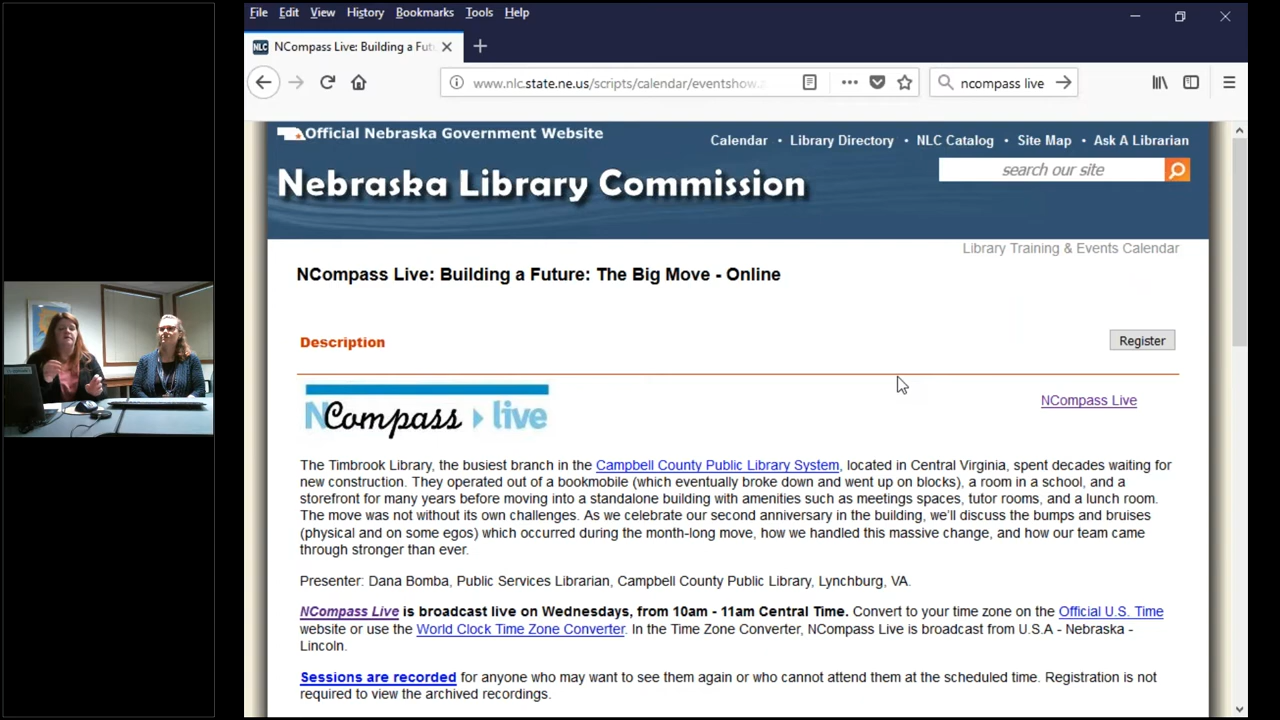 File Edit View History Bookmarks Tools Help
NLC NCompass Live: Building a Futu
www.nlc.state.ne.us/scripts/calendar/eventshow.
ncompass live
Official Nebraska Government Website
Calendar • Library Directory • NLC Catalog • Site Map • Ask A Librarian
Nebraska Library Commission
search our site
Library Training & Events Calendar
NCompass Live: Building a Future: The Big Move - Online
Description
Register
NCompass live
NCompass Live
The Timbrook Library, the busiest branch in the Campbell County Public Library System, located in Central Virginia, spent decades waiting for
new construction. They operated out of a bookmobile (which eventually broke down and went up on blocks), a room in a school, and a
storefront for many years before moving into a standalone building with amenities such as meetings spaces, tutor rooms, and a lunch room.
The move was not without its own challenges. As we celebrate our second anniversary in the building, we'll discuss the bumps and bruises
(physical and on some egos) which occurred during the month-long move, how we handled this massive change, and how our team came
through stronger than ever.
Presenter: Dana Bomba, Public Services Librarian, Campbell County Public Library, Lynchburg, VA.
NCompass Live is broadcast live on Wednesdays, from 10am - 11am Central Time. Convert to your time zone on the Official U.S. Time
website or use the World Clock Time Zone Converter. In the Time Zone Converter, NCompass Live is broadcast from U.S.A - Nebraska -
Lincoln.
Sessions are recorded for anyone who may want to see them again or who cannot attend them at the scheduled time. Registration is not
required to view the archived recordings.